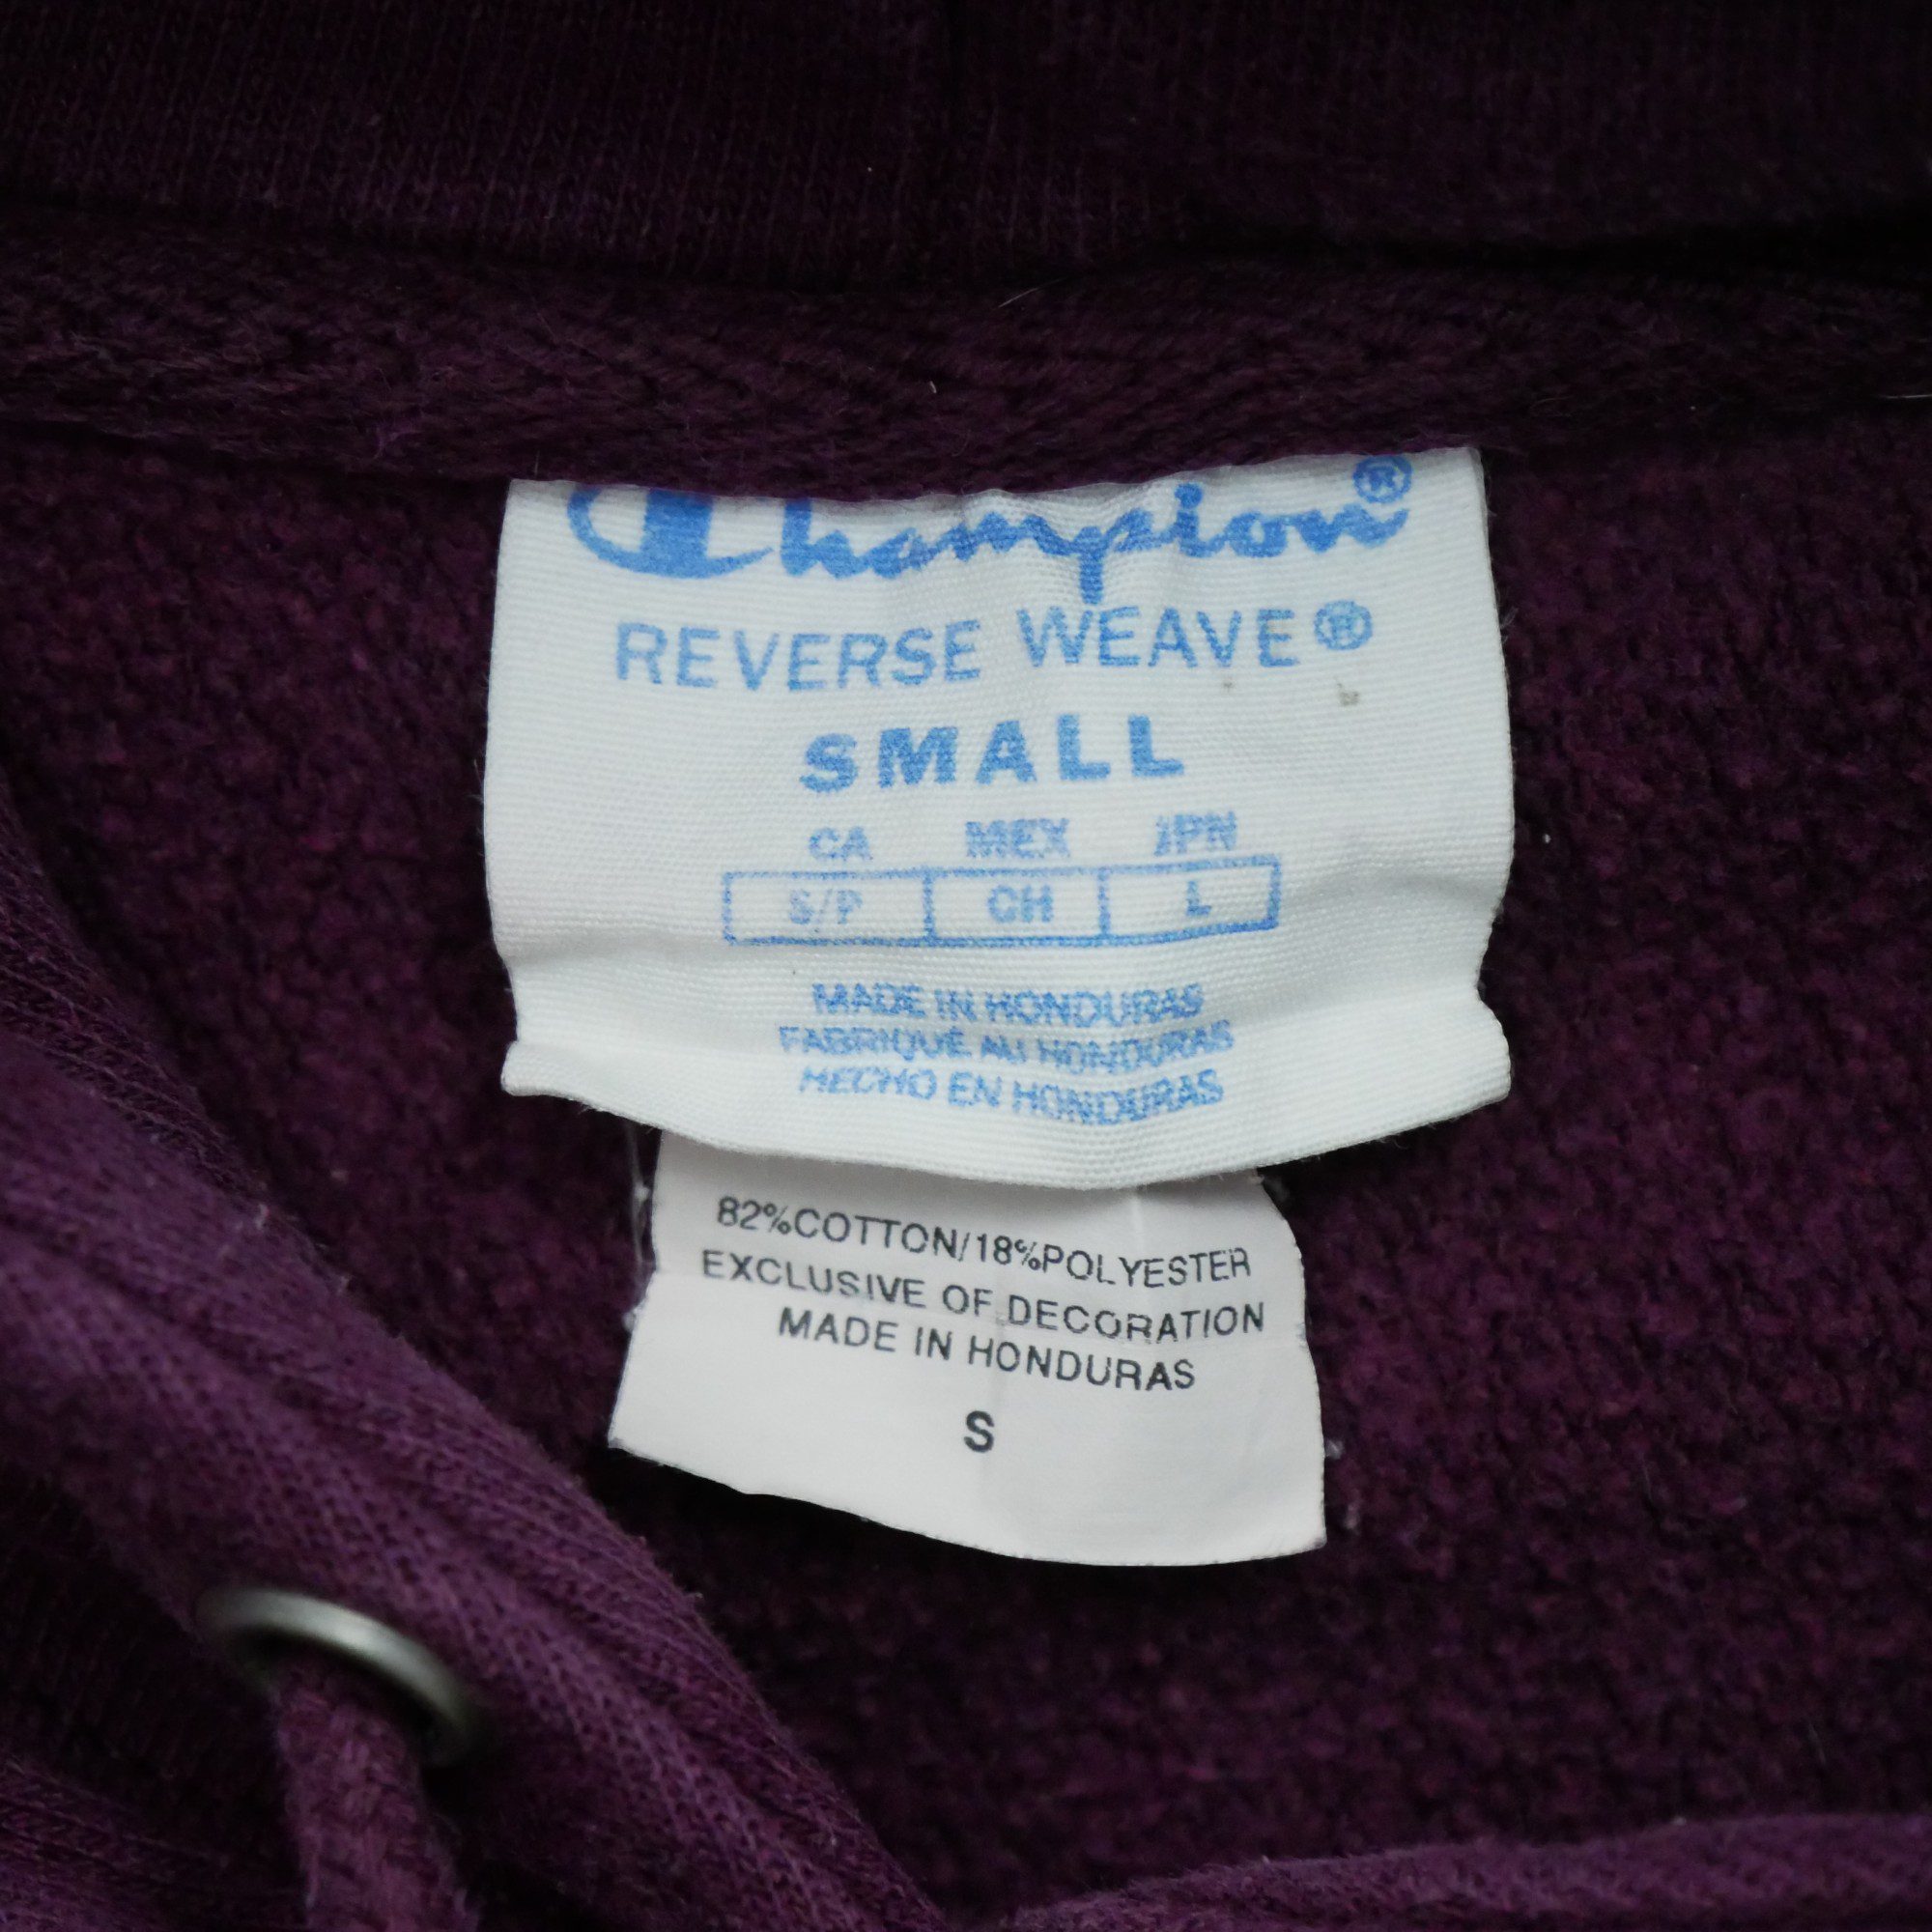 Champion®
REVERSE WEAVE®
SMALL
CA MEX JPN
S/P CH L
MADE IN HONDURAS
FABRIQUÉ AU HONDURAS
HECHO EN HONDURAS
82%COTTON/18%POLYESTER
EXCLUSIVE OF DECORATION
MADE IN HONDURAS
S